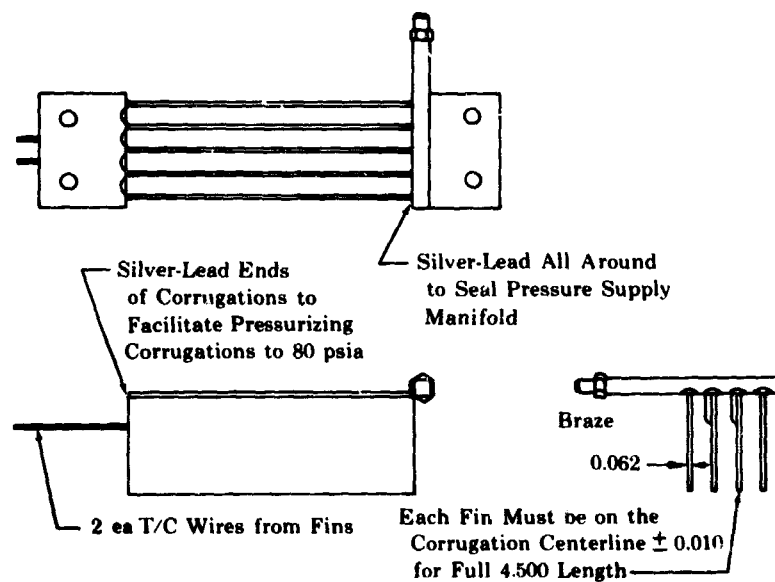 Silver-Lead Ends
of Corrugations to
Facilitate Pressurizing
Corrugations to 80 psia
Silver-Lead All Around
to Seal Pressure Supply
Manifold
Braze
0.062
2 ea T/C Wires from Fins
Each Fin Must be on the
Corrugation Centerline ± 0.010
for Full 4.500 Length